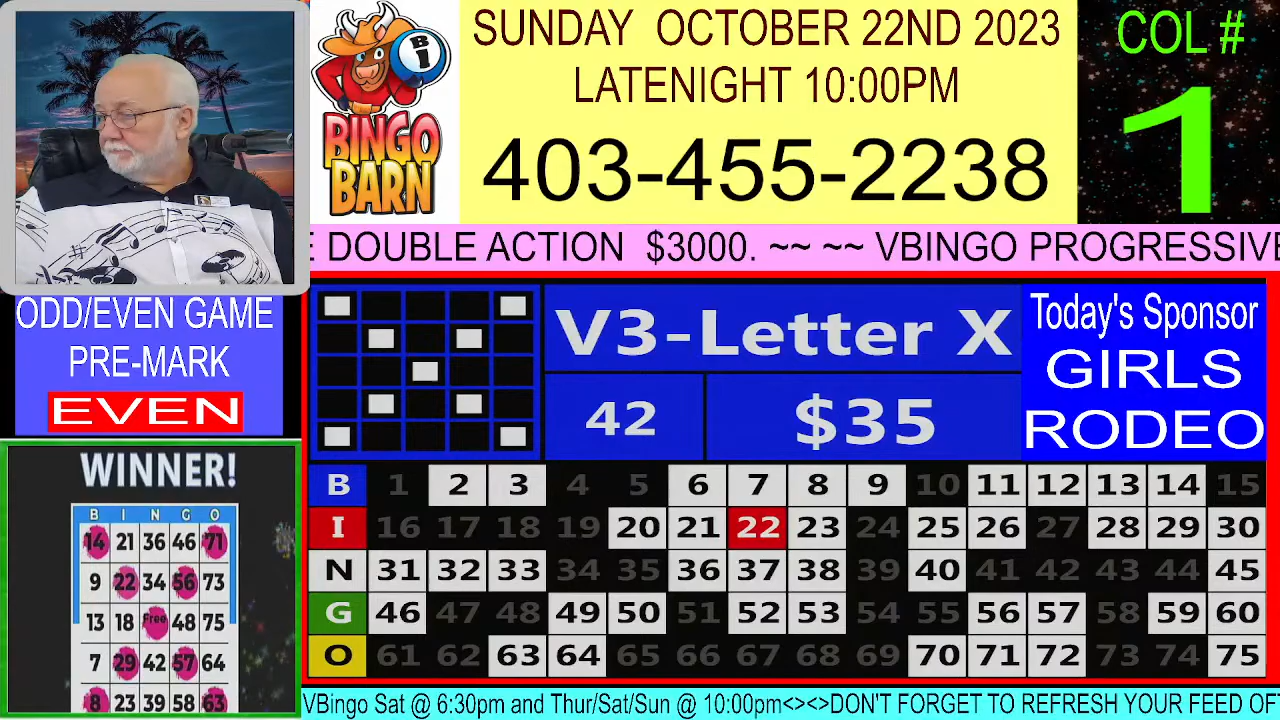 BINGO
BARN
BI
SUNDAY OCTOBER 22ND 2023
LATENIGHT 10:00PM
403-455-2238
COL #
1
E DOUBLE ACTION $3000. ~~ ~~ VBINGO PROGRESSIVE
ODD/EVEN GAME
PRE-MARK
EVEN
V3-Letter X
42
$35
Today's Sponsor
GIRLS
RODEO
WINNER!
B I N G O
14 21 36 46 71
9 22 34 56 73
13 18 Free 48 75
7 29 42 57 64
8 23 39 58 63
B 1 2 3 4 5 6 7 8 9 10 11 12 13 14 15
I 16 17 18 19 20 21 22 23 24 25 26 27 28 29 30
N 31 32 33 34 35 36 37 38 39 40 41 42 43 44 45
G 46 47 48 49 50 51 52 53 54 55 56 57 58 59 60
O 61 62 63 64 65 66 67 68 69 70 71 72 73 74 75
VBingo Sat @ 6:30pm and Thur/Sat/Sun @ 10:00pm<><>DON'T FORGET TO REFRESH YOUR FEED OF